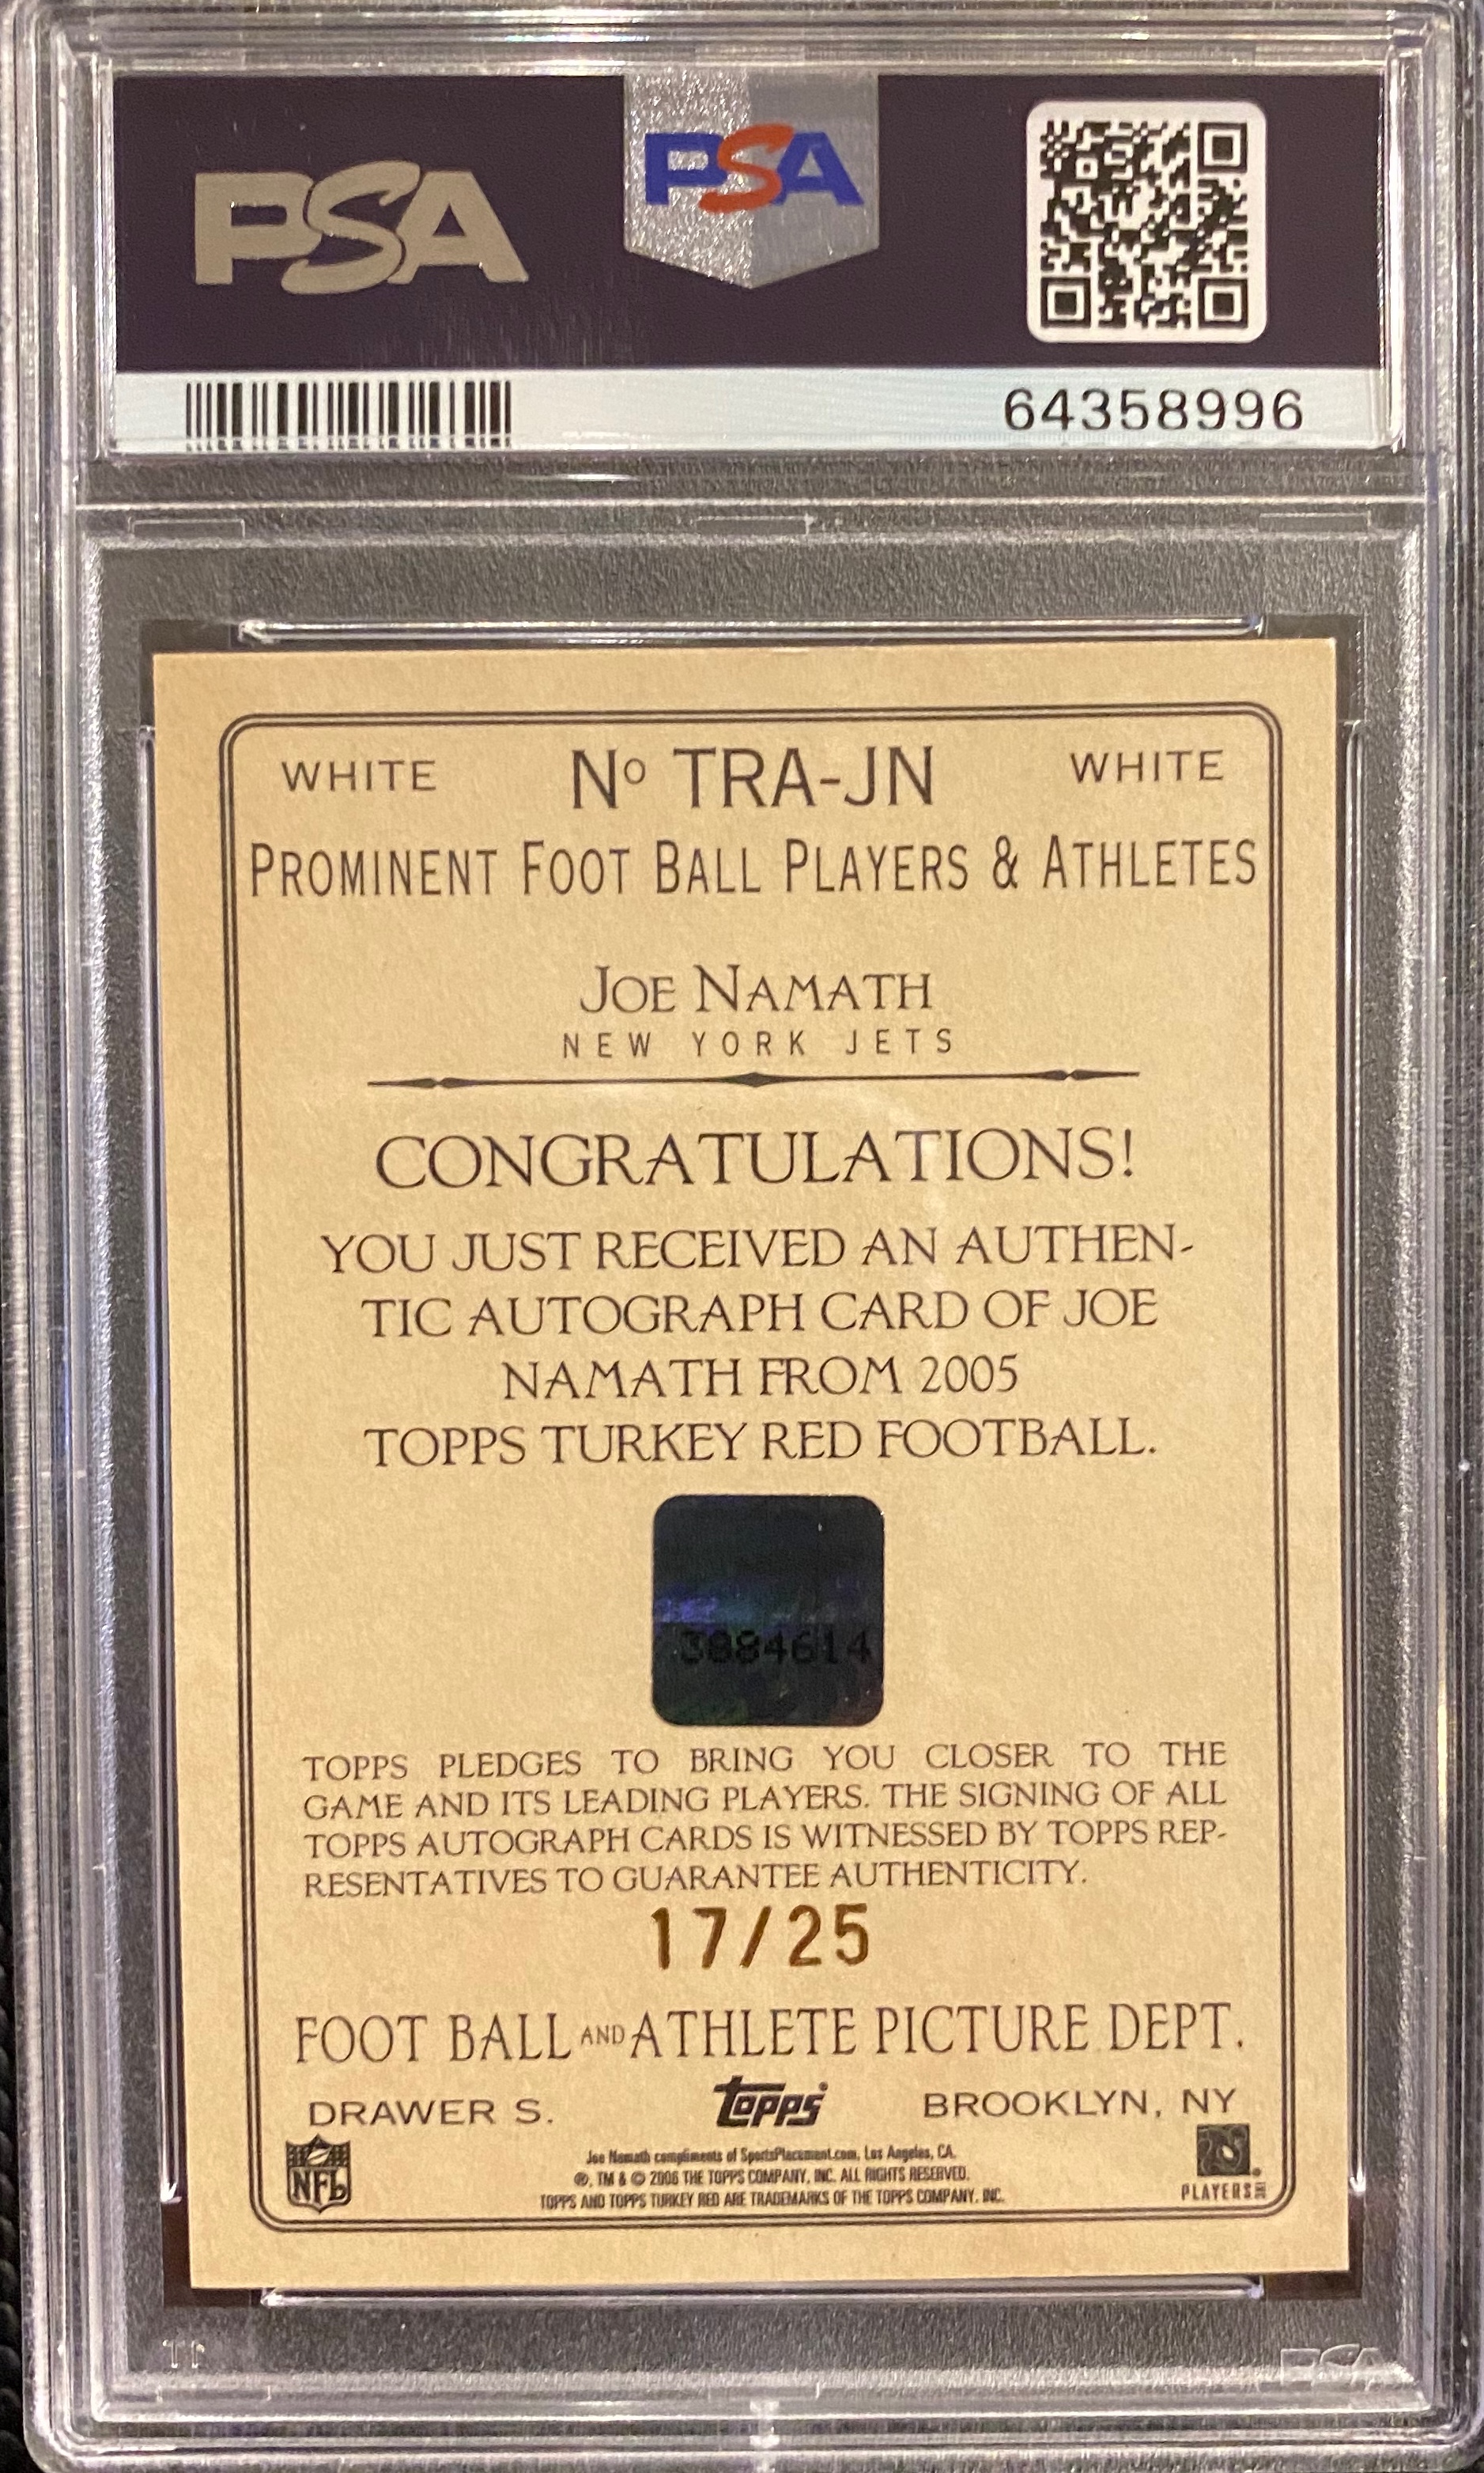 PSA
PSA
64358996
WHITE Nº TRA-JN WHITE
PROMINENT FOOT BALL PLAYERS & ATHLETES
JOE NAMATH
NEW YORK JETS
CONGRATULATIONS!
YOU JUST RECEIVED AN AUTHEN-
TIC AUTOGRAPH CARD OF JOE
NAMATH FROM 2005
TOPPS TURKEY RED FOOTBALL.
3884614
TOPPS PLEDGES TO BRING YOU CLOSER TO THE
GAME AND ITS LEADING PLAYERS. THE SIGNING OF ALL
TOPPS AUTOGRAPH CARDS IS WITNESSED BY TOPPS REP-
RESENTATIVES TO GUARANTEE AUTHENTICITY.
17/25
FOOT BALL AND ATHLETE PICTURE DEPT.
DRAWER S. topps BROOKLYN, NY
NFL
Joe Namath compliments of SportsPlacement.com, Los Angeles, CA.
®, TM & © 2006 THE TOPPS COMPANY, INC. ALL RIGHTS RESERVED.
TOPPS AND TOPPS TURKEY RED ARE TRADEMARKS OF THE TOPPS COMPANY, INC.
PLAYERS INC
PSA